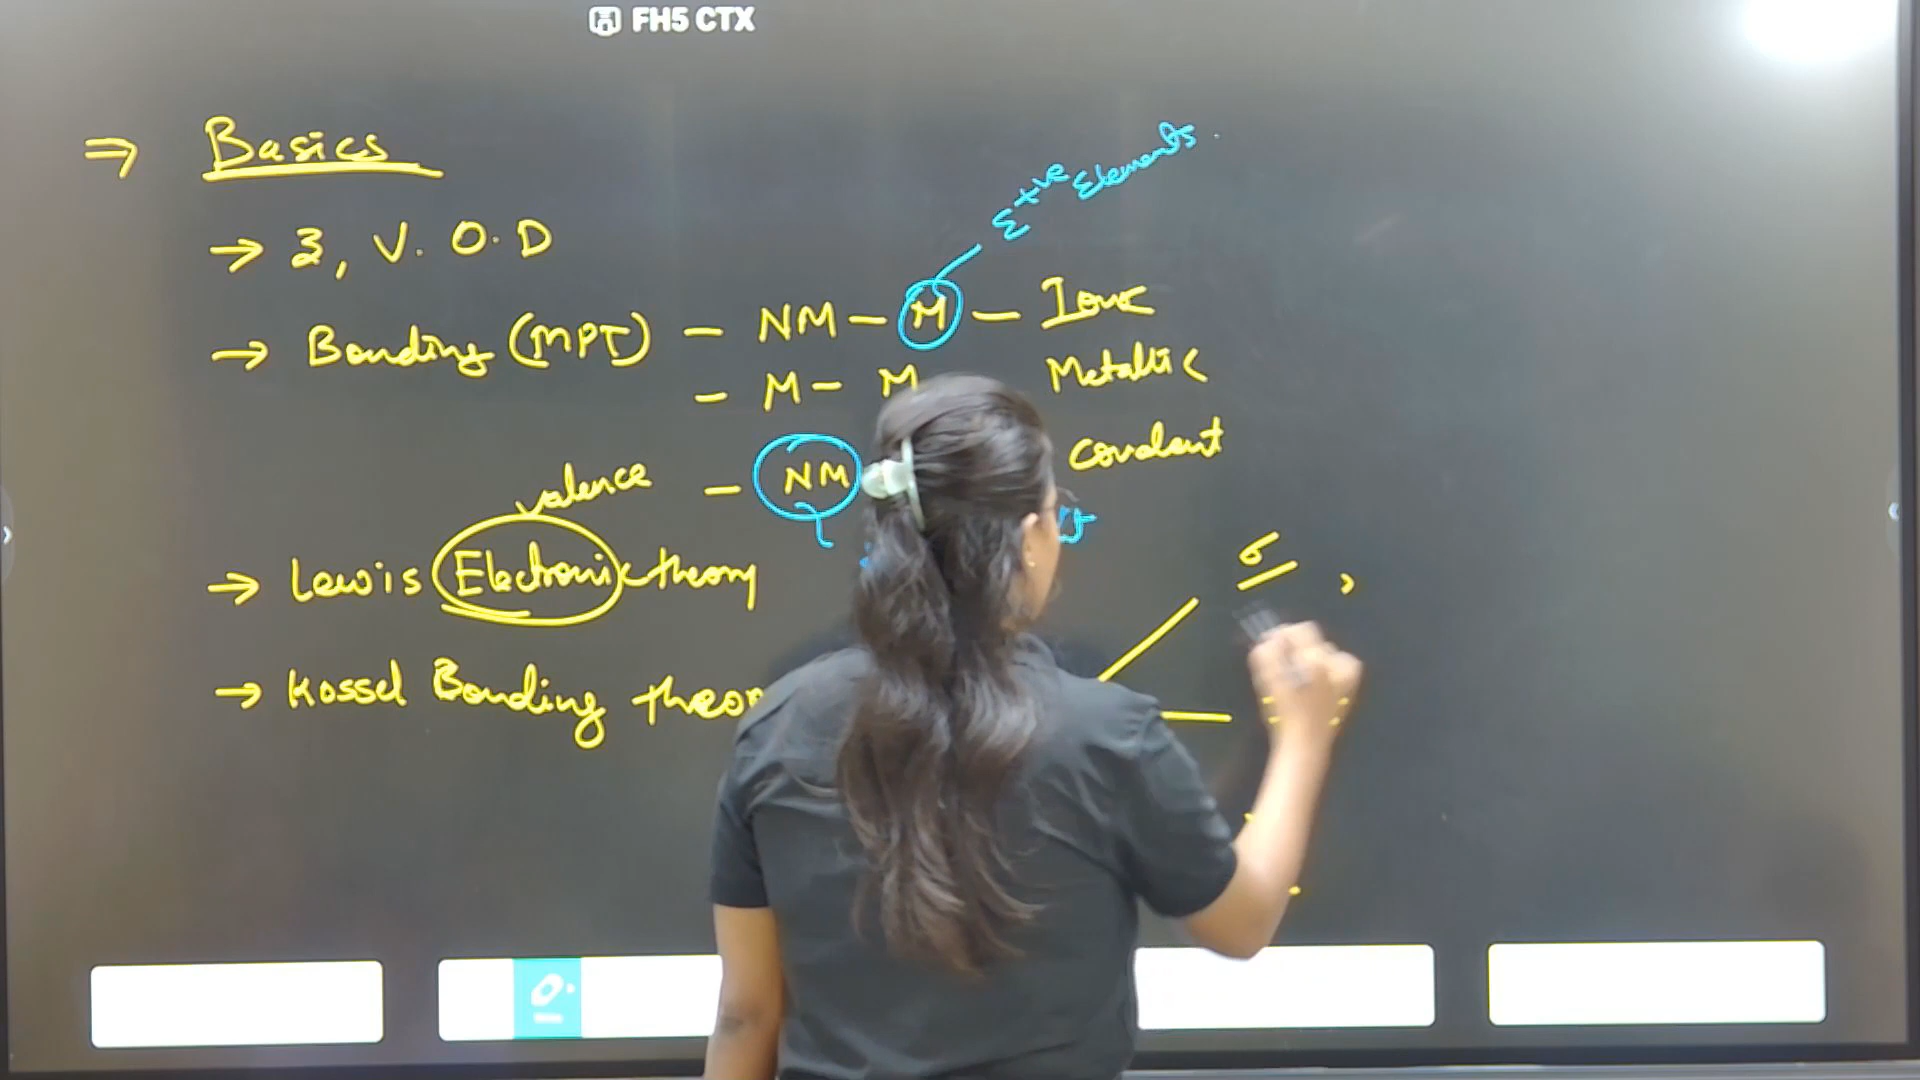 FH5 CTX
⇒ Basics
→ 3, V. O. D
E+ve Elements.
→ Bonding (MPT) - NM - M - Ionic
- M - M Metallic
- NM Covalent
valence
→ Lewis Electronic theory
→ Kossel Bonding theor
σ ,